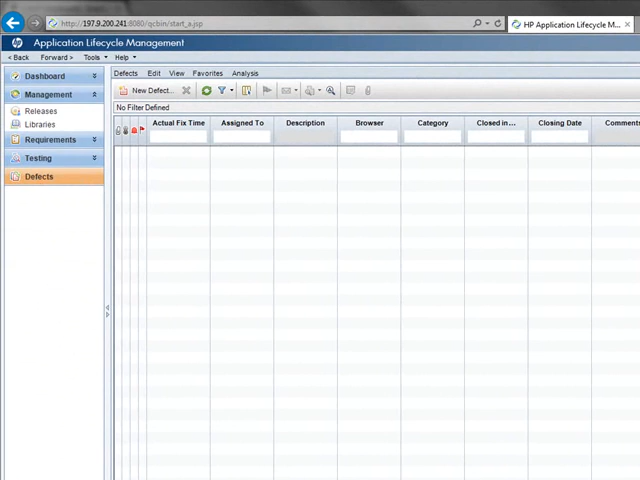 http://197.9.200.241:8080/qcbin/start_a.jsp
HP Application Lifecycle M...
Application Lifecycle Management
< Back Forward > Tools Help
Dashboard
Management
Releases
Libraries
Requirements
Testing
Defects
Defects Edit View Favorites Analysis
New Defect...
No Filter Defined
Actual Fix Time Assigned To Description Browser Category Closed in... Closing Date Comments